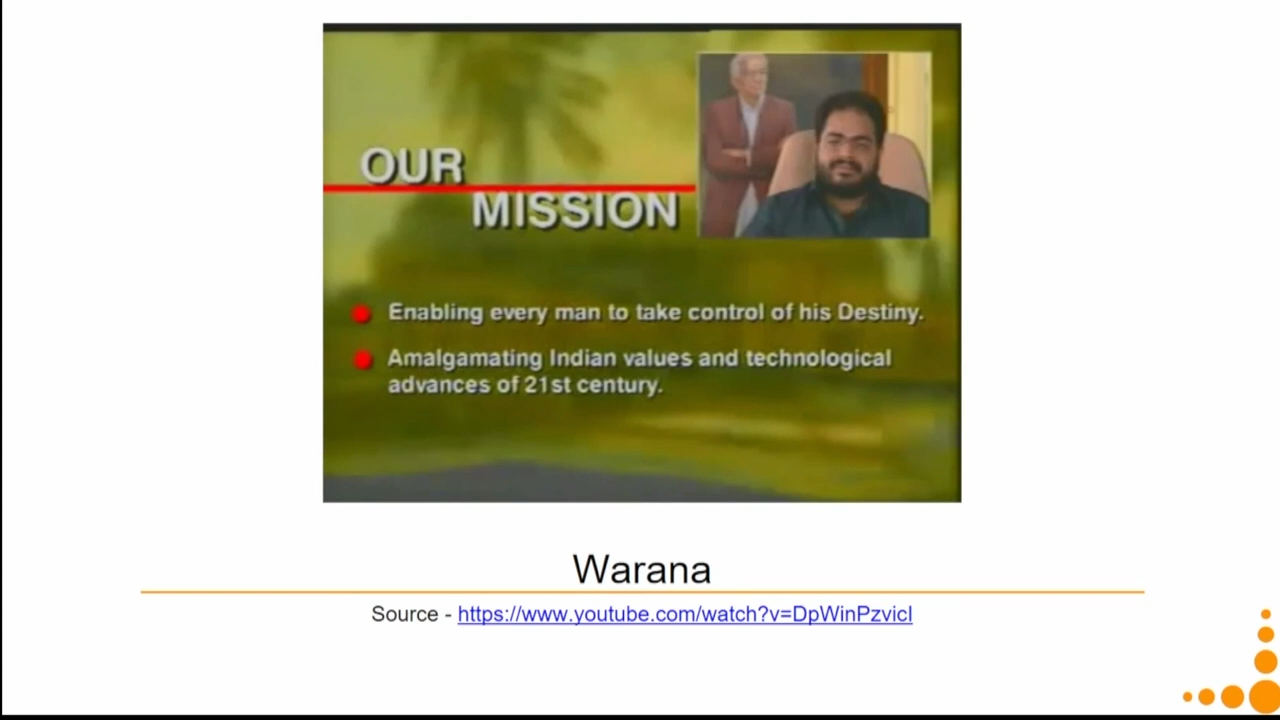 OUR
MISSION
Enabling every man to take control of his Destiny.
Amalgamating Indian values and technological
advances of 21st century.
Warana
Source - https://www.youtube.com/watch?v=DpWinPzvicI